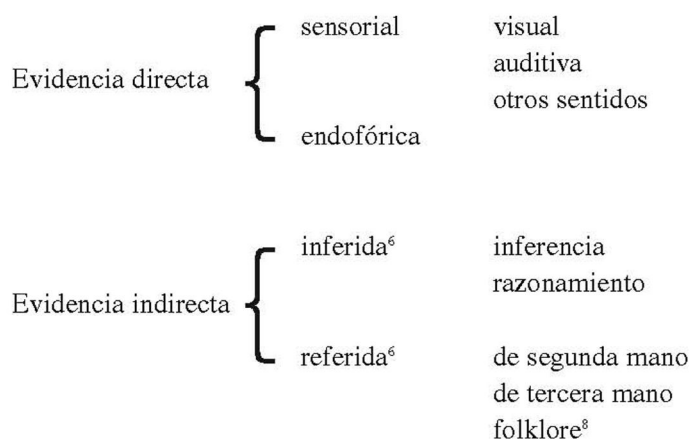 sensorial visual
Evidencia directa auditiva
otros sentidos
endofórica
inferida⁶ inferencia
razonamiento
Evidencia indirecta
referida⁶ de segunda mano
de tercera mano
folklore⁸